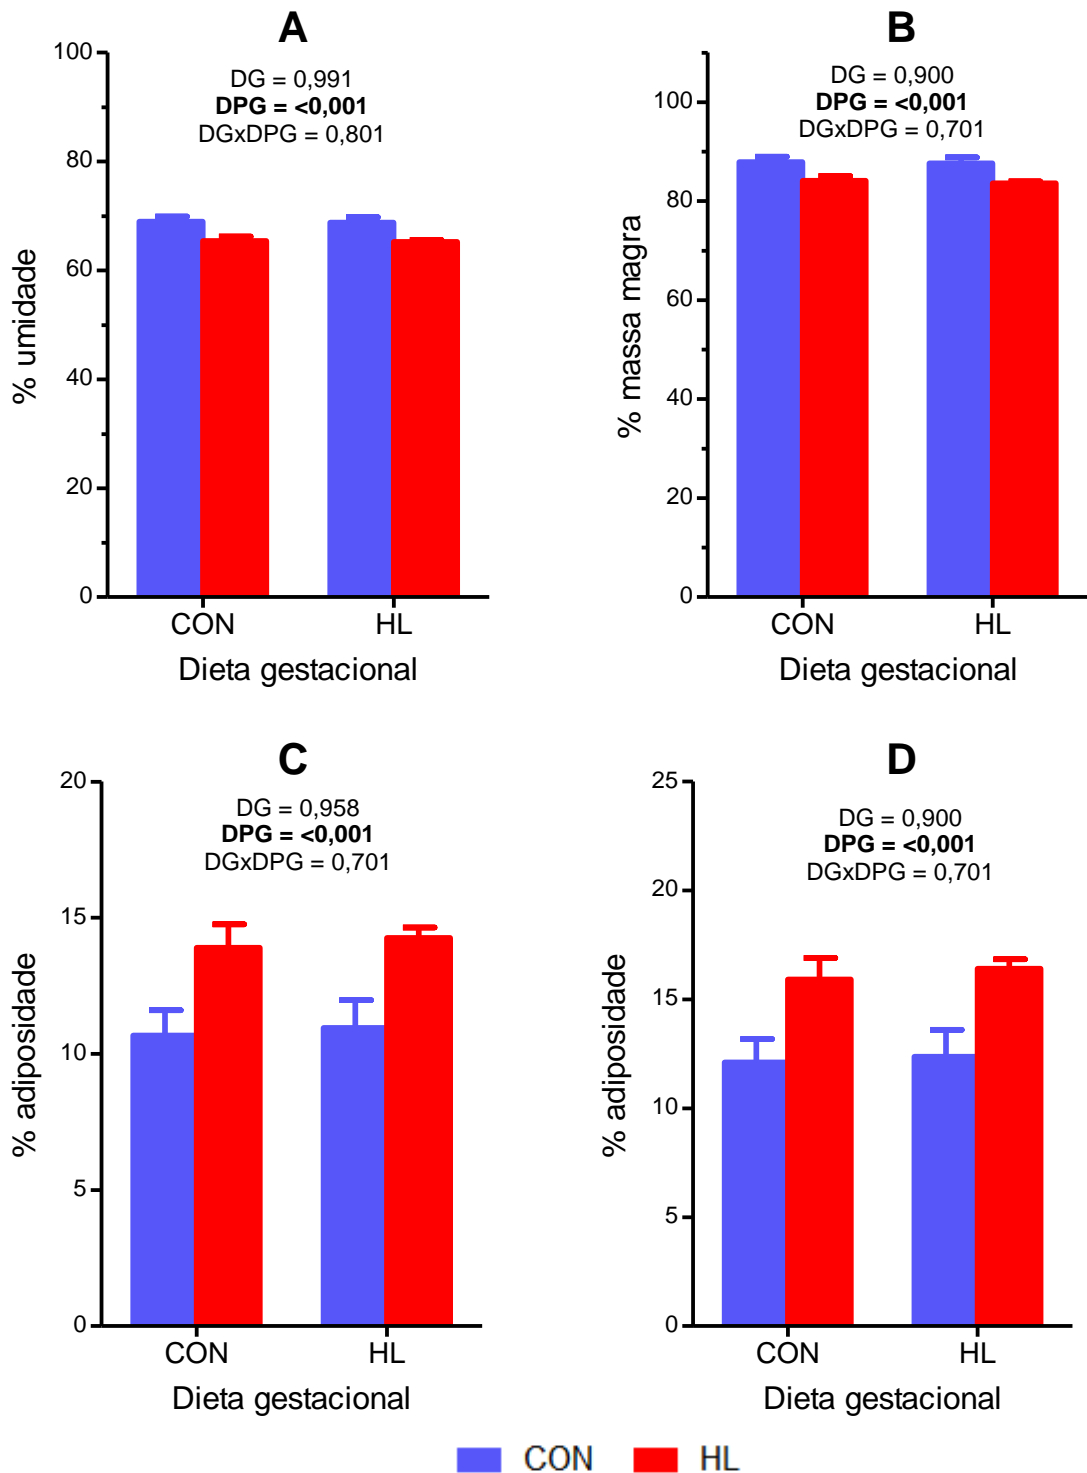 A
DG = 0,991
DPG = <0,001
DGxDPG = 0,801
100
80
60
40
20
0
% umidade
CON
HL
Dieta gestacional
B
DG = 0,900
DPG = <0,001
DGxDPG = 0,701
100
80
60
40
20
0
% massa magra
CON
HL
Dieta gestacional
C
DG = 0,958
DPG = <0,001
DGxDPG = 0,701
20
15
10
5
0
% adiposidade
CON
HL
Dieta gestacional
D
DG = 0,900
DPG = <0,001
DGxDPG = 0,701
25
20
15
10
5
0
% adiposidade
CON
HL
Dieta gestacional
CON
HL